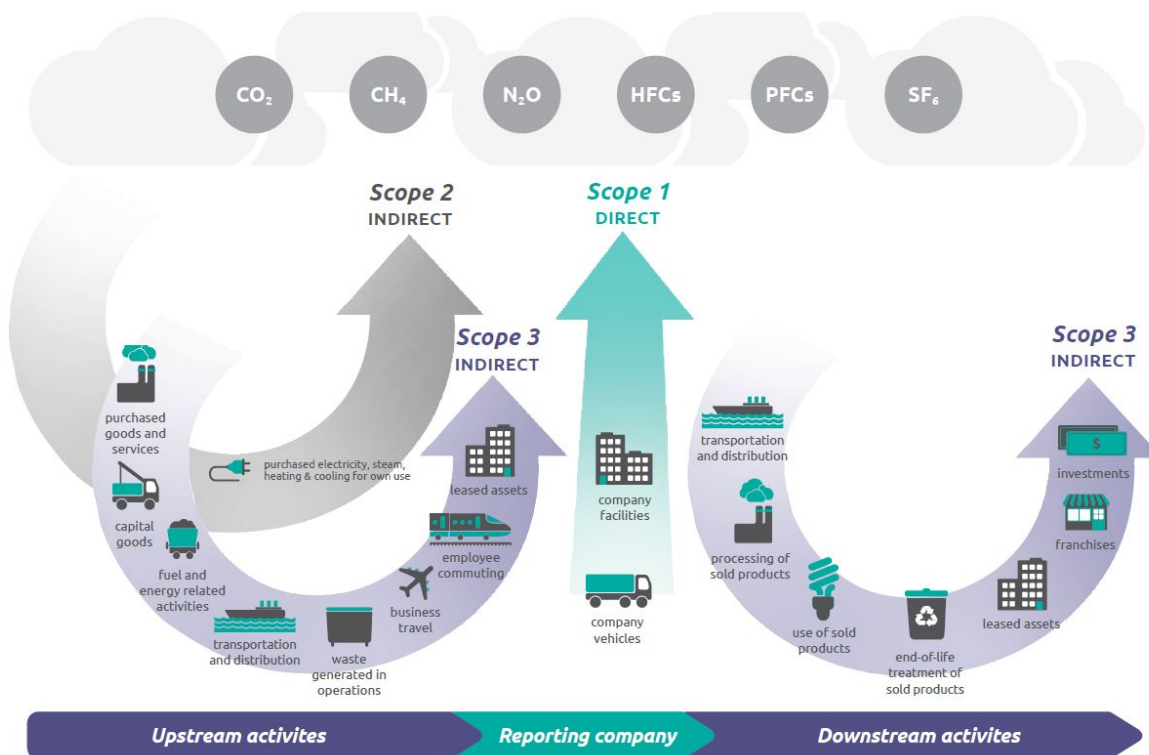 CO₂
CH₄
N₂O
HFCs
PFCs
SF₆
Scope 2
INDIRECT
Scope 1
DIRECT
Scope 3
INDIRECT
Scope 3
INDIRECT
purchased
goods and
services
capital
goods
fuel and
energy related
activities
purchased electricity, steam,
heating & cooling for own use
transportation
and distribution
waste
generated in
operations
business
travel
employee
commuting
leased assets
company
facilities
company
vehicles
transportation
and distribution
processing of
sold products
use of sold
products
end-of-life
treatment of
sold products
leased assets
franchises
investments
$
Upstream activites
Reporting company
Downstream activites